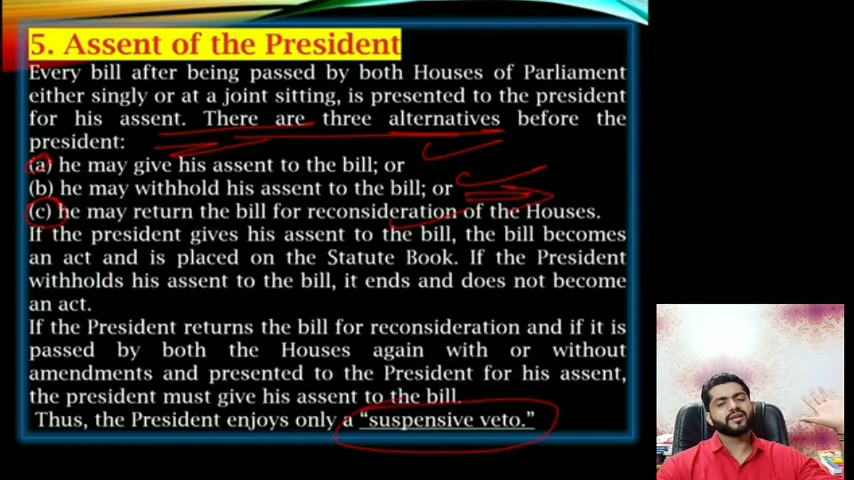 5. Assent of the President
Every bill after being passed by both Houses of Parliament
either singly or at a joint sitting, is presented to the president
for his assent. There are three alternatives before the
president:
(a) he may give his assent to the bill; or
(b) he may withhold his assent to the bill; or
(c) he may return the bill for reconsideration of the Houses.
If the president gives his assent to the bill, the bill becomes
an act and is placed on the Statute Book. If the President
withholds his assent to the bill, it ends and does not become
an act.
If the President returns the bill for reconsideration and if it is
passed by both the Houses again with or without
amendments and presented to the President for his assent,
the president must give his assent to the bill.
Thus, the President enjoys only a “suspensive veto.”